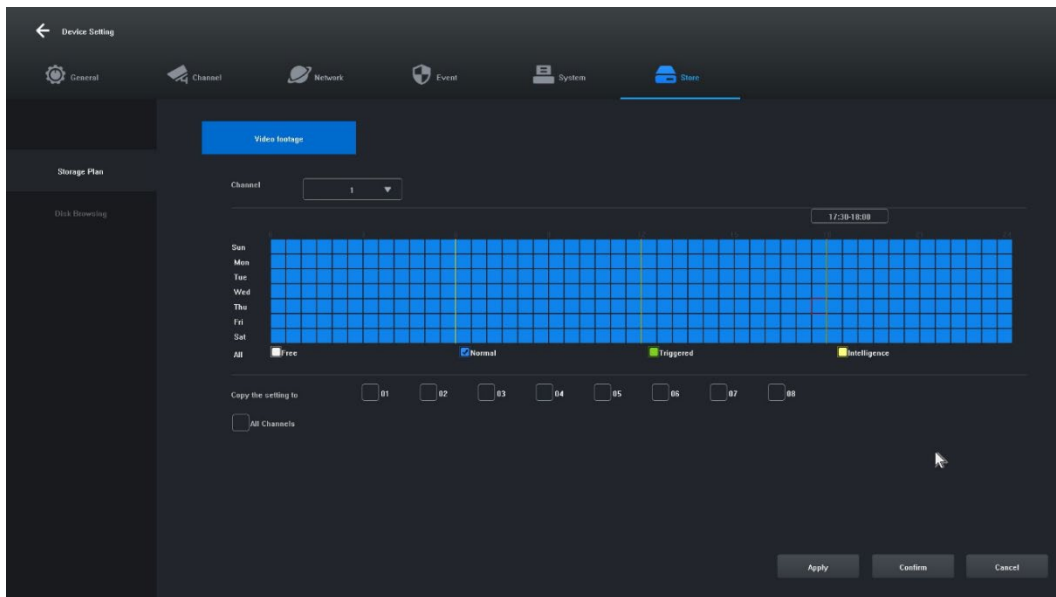 Device Setting
General Channel Network Event System Store
Video footage
Storage Plan
Channel 1
Disk Browsing
17:30-18:00
Sun
Mon
Tue
Wed
Thu
Fri
Sat
All Free Normal Triggered Intelligence
Copy the setting to 01 02 03 04 05 06 07 08
All Channels
Apply Confirm Cancel